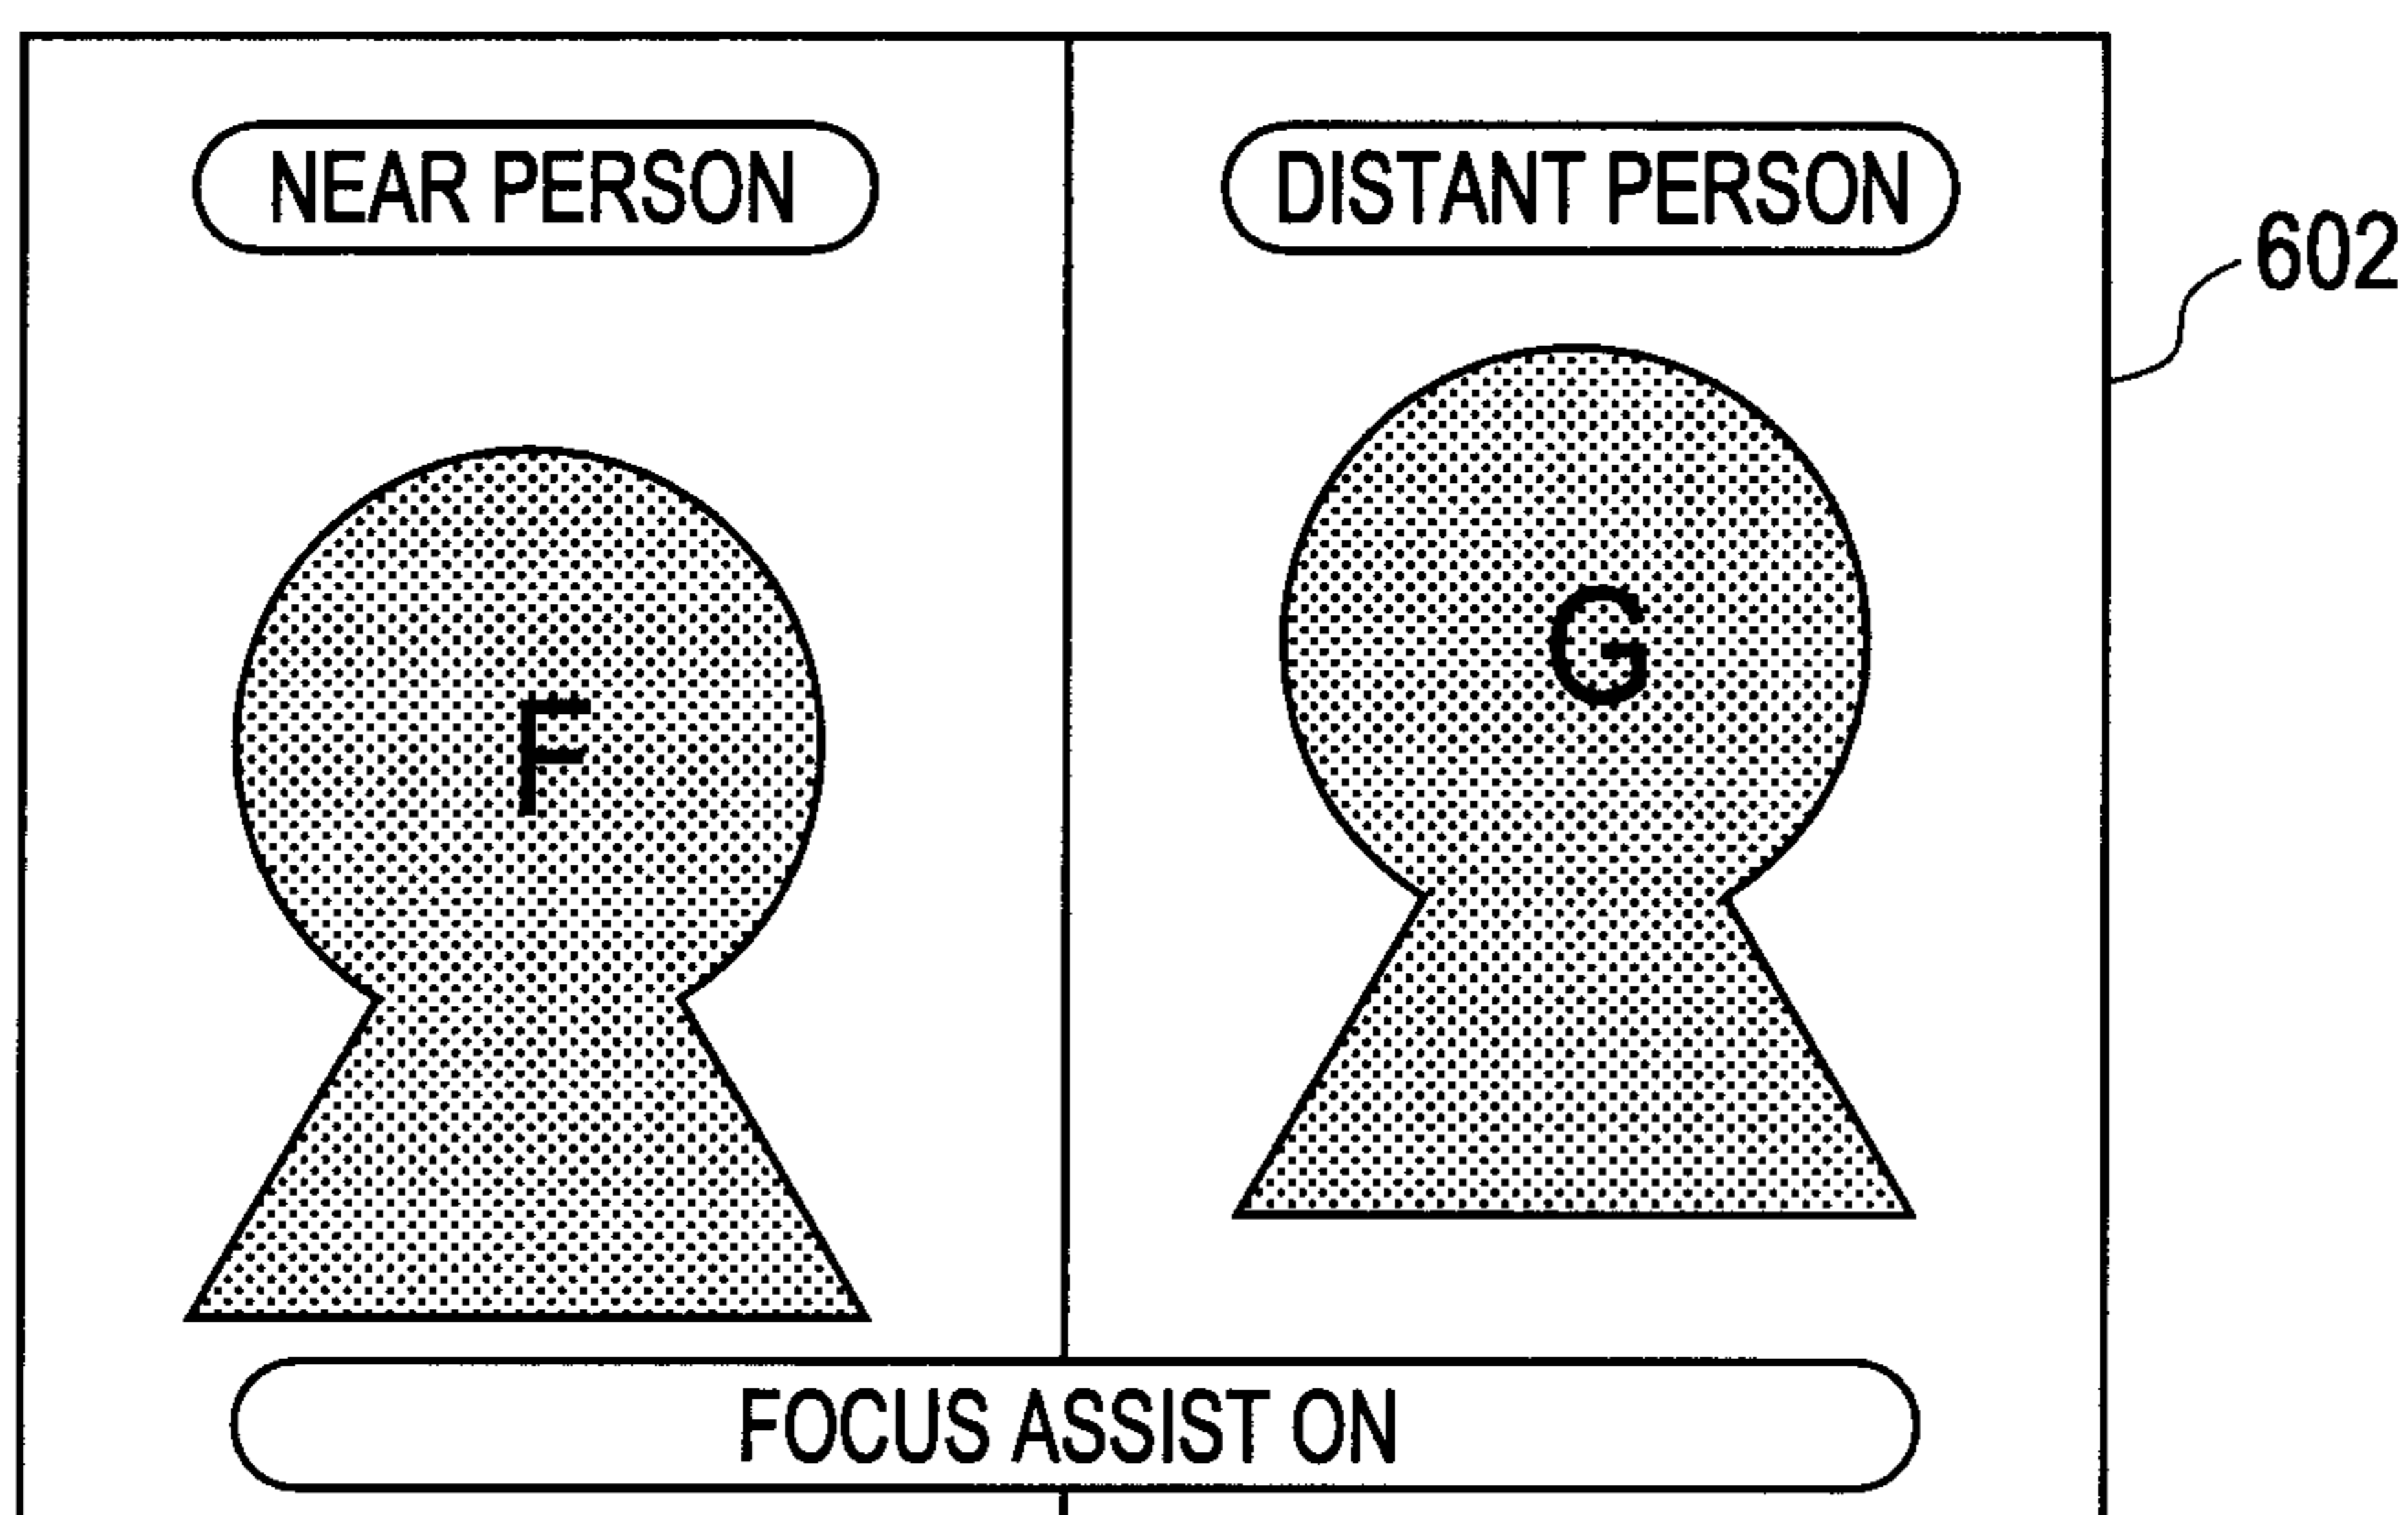 NEAR PERSON
DISTANT PERSON
602
F
G
FOCUS ASSIST ON